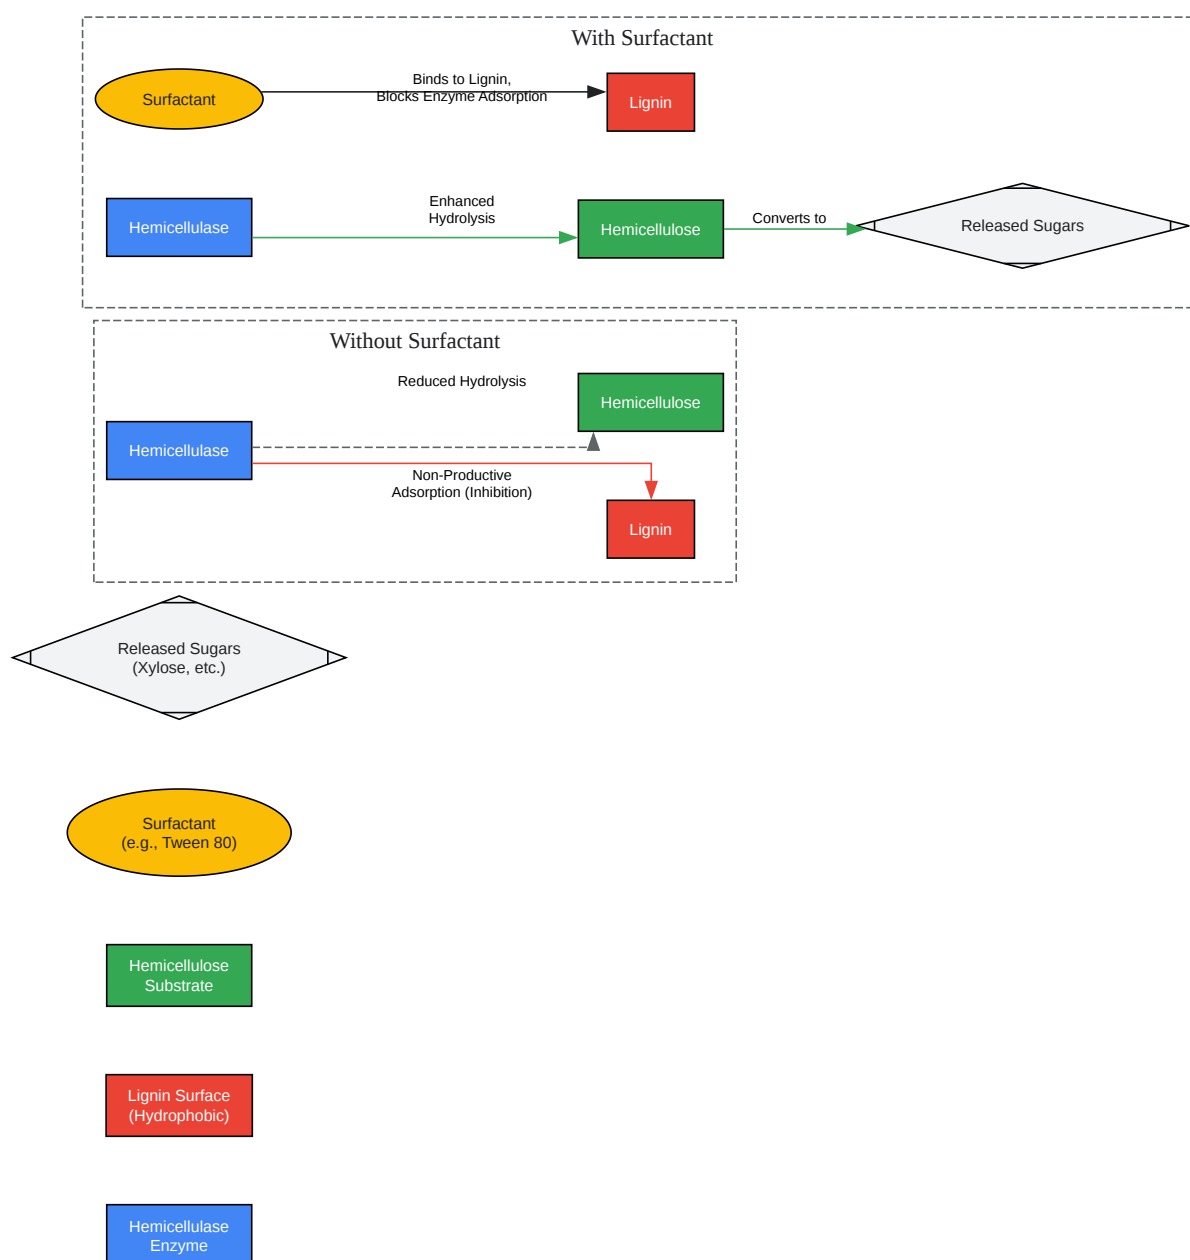 With Surfactant
Surfactant
Binds to Lignin,
Blocks Enzyme Adsorption
Lignin
Hemicellulase
Enhanced
Hydrolysis
Hemicellulose
Converts to
Released Sugars
Without Surfactant
Reduced Hydrolysis
Hemicellulose
Hemicellulase
Non-Productive
Adsorption (Inhibition)
Lignin
Released Sugars
(Xylose, etc.)
Surfactant
(e.g., Tween 80)
Hemicellulose
Substrate
Lignin Surface
(Hydrophobic)
Hemicellulase
Enzyme